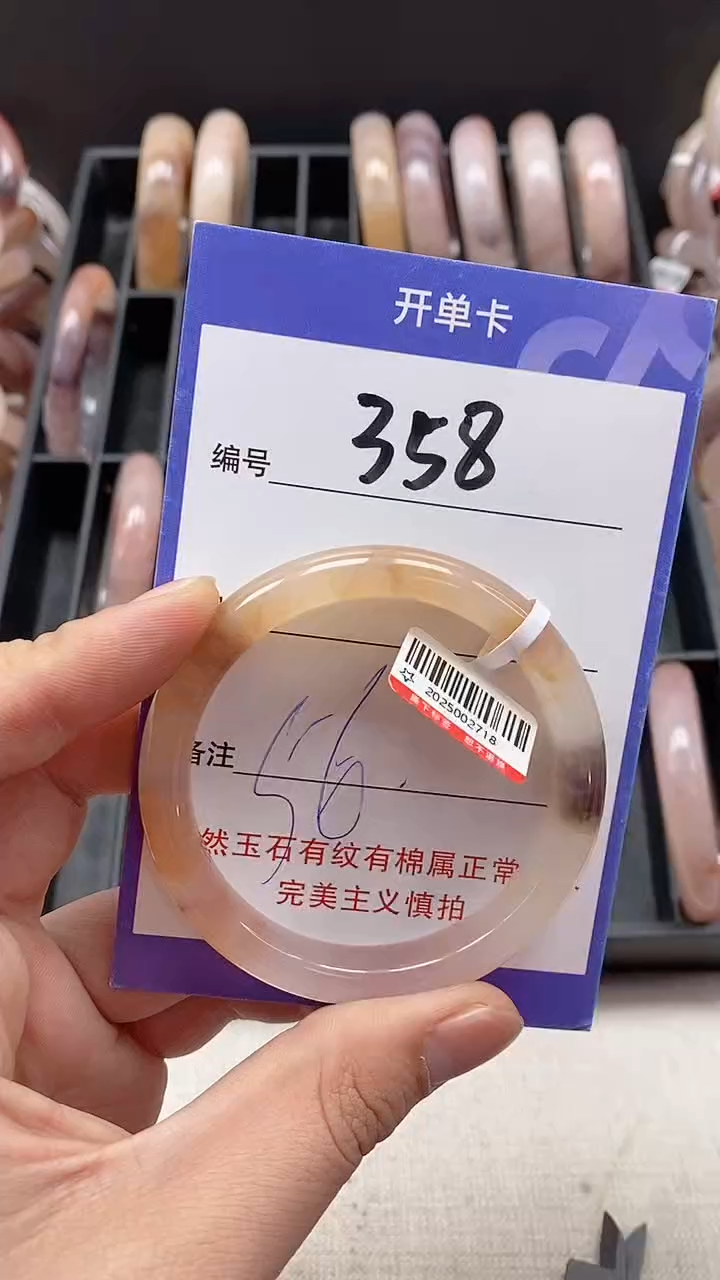 开单卡
编号 358
2025002718
备注 56
然玉石有纹有棉属正常
完美主义慎拍